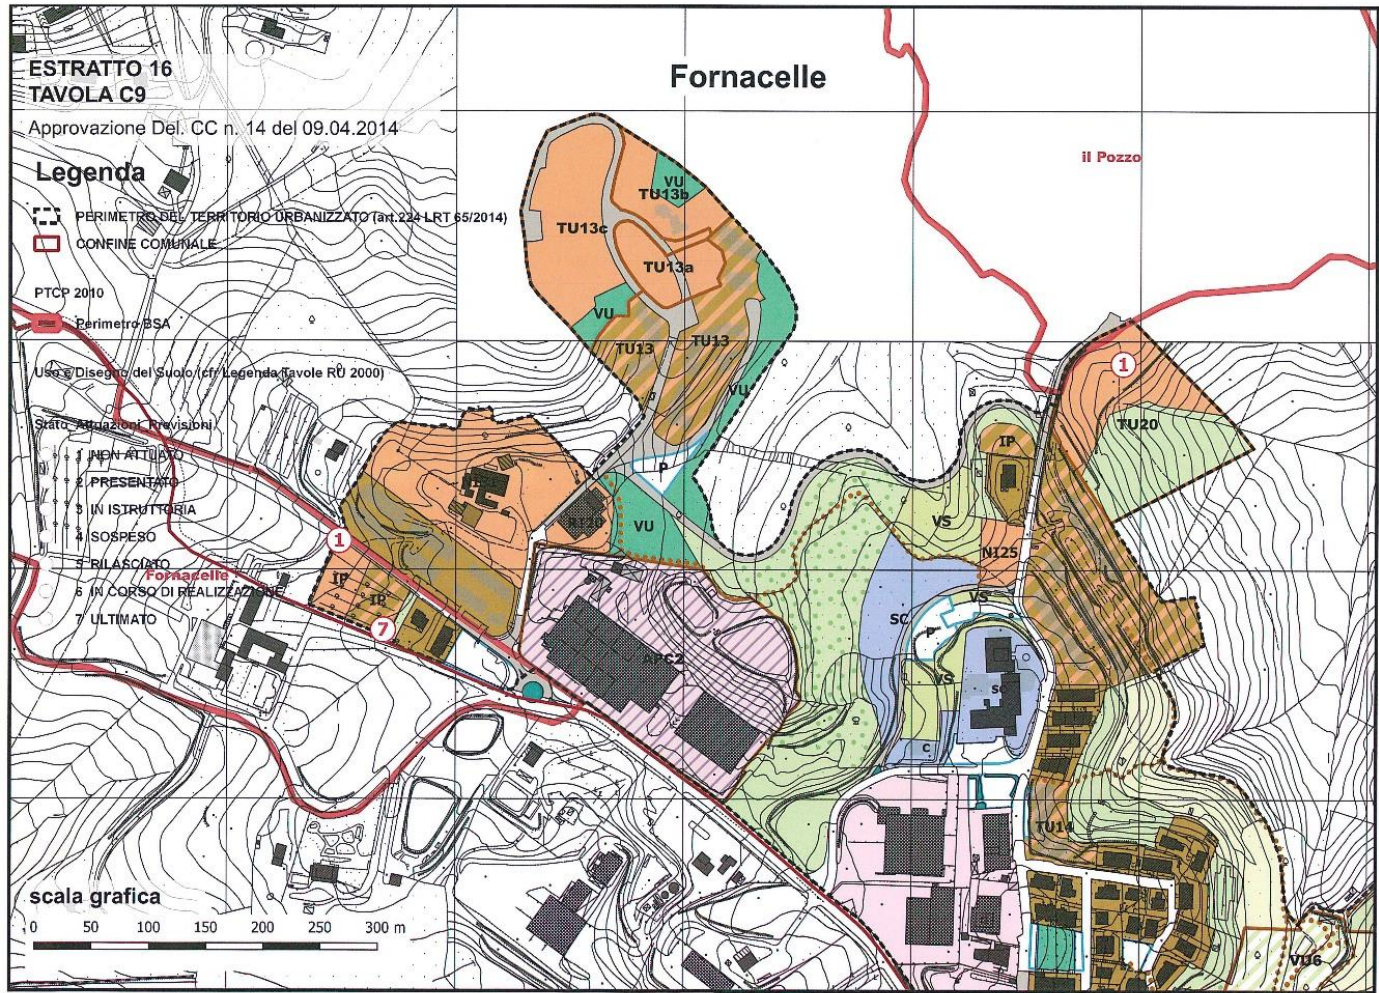 ESTRATTO 16
TAVOLA C9
Approvazione Del. CC n. 14 del 09.04.2014
Legenda
PERIMETRO DEL TERRITORIO URBANIZZATO (art.224 LRT 65/2014)
CONFINE COMUNALE
PTCP 2010
Perimetro BSA
Uso e Disegno del Suolo (cfr Legenda Tavole RU 2000)
Stato Attuazioni Previsioni
1 NON ATTUATO
2 PRESENTATO
3 IN ISTRUTTORIA
4 SOSPESO
5 RILASCIATO
6 IN CORSO DI REALIZZAZIONE
7 ULTIMATO
Fornacelle
il Pozzo
VU
TU13b
TU13c
TU13a
VU
TU13
TU13
VU
1
TU20
IP
P
VS
RI20
VU
NI25
1
Fornacelle
IP
IP
VS
SC
P
7
APC2
VS
SC
C
TU14
VU6
scala grafica
0 50 100 150 200 250 300 m